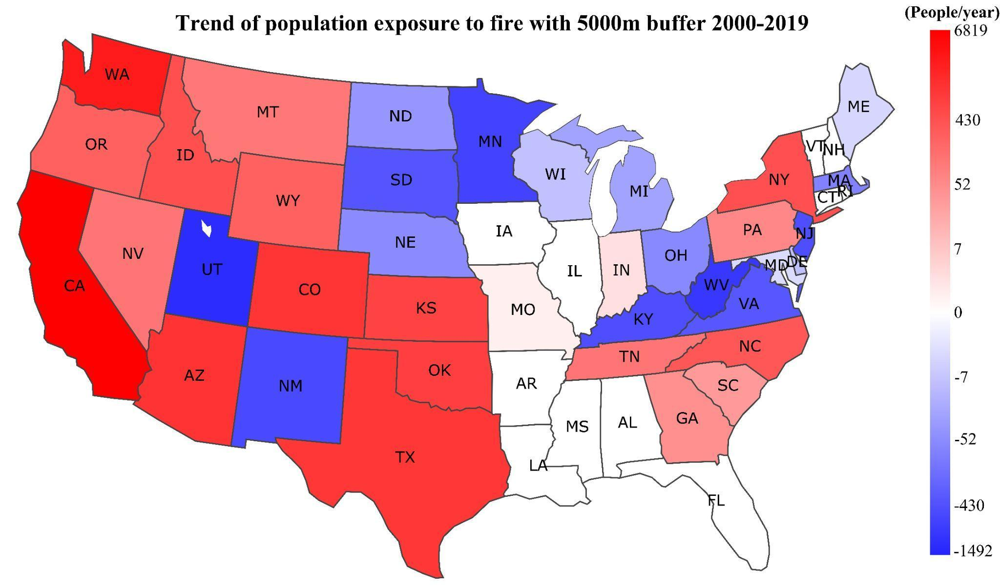 (People/year)
Trend of population exposure to fire with 5000m buffer 2000-2019
6819
WA
ME
MT
ND
430
MN
OR
VT
NH
ID
WI
NY
SD
MA
52
MI
RI
WY
CT
IA
PA
NJ
NE
7
NV
OH
DE
UT
IL
IN
MD
CA
WV
CO
VA
KS
MO
0
KY
NC
TN
OK
AZ
-7
AR
NM
SC
GA
AL
MS
-52
TX
LA
FL
-430
-1492